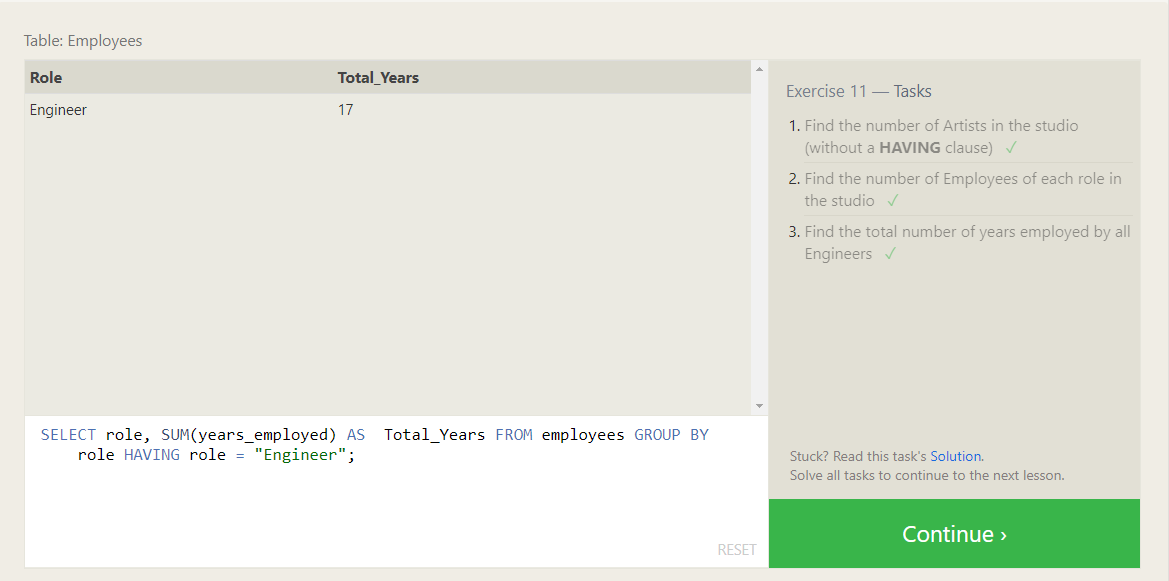 Table: Employees
Role Total_Years
Engineer 17
SELECT role, SUM(years_employed) AS  Total_Years FROM employees GROUP BY
role HAVING role = "Engineer";
RESET
Exercise 11 — Tasks
1. Find the number of Artists in the studio
(without a HAVING clause) ✓
2. Find the number of Employees of each role in
the studio ✓
3. Find the total number of years employed by all
Engineers ✓
Stuck? Read this task's Solution.
Solve all tasks to continue to the next lesson.
Continue ›